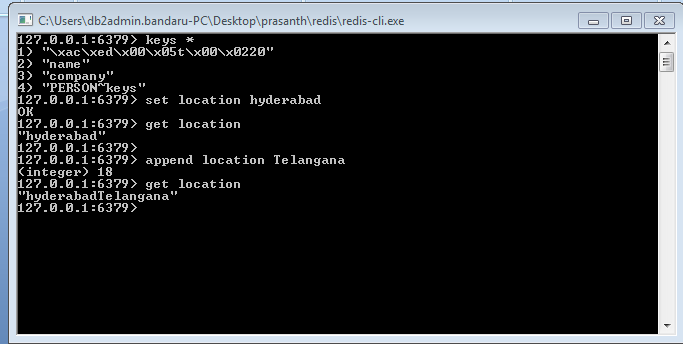 C:\Users\db2admin.bandaru-PC\Desktop\prasanth\redis\redis-cli.exe
127.0.0.1:6379> keys *
1) "\xac\xed\x00\x05t\x00\x0220"
2) "name"
3) "company"
4) "PERSON~keys"
127.0.0.1:6379> set location hyderabad
OK
127.0.0.1:6379> get location
"hyderabad"
127.0.0.1:6379>
127.0.0.1:6379> append location Telangana
(integer) 18
127.0.0.1:6379> get location
"hyderabadTelangana"
127.0.0.1:6379>